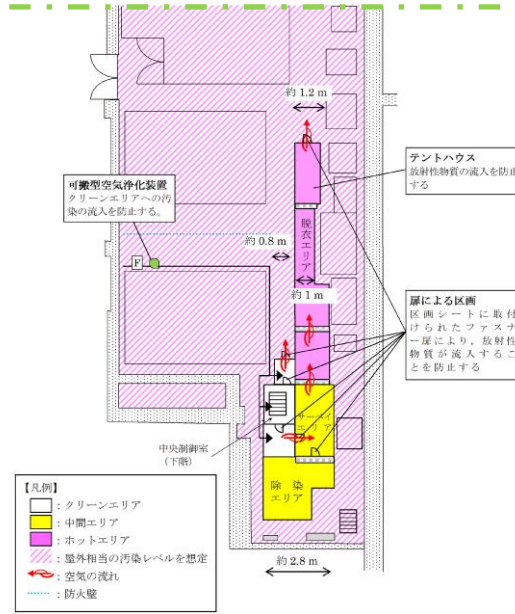 約 1.2 m
テントハウス
放射性物質の流入を防止
する
可搬型空気浄化装置
クリーンエリアへの汚
染の流入を防止する。
脱衣エリア
約 0.8 m
F
約 1 m
扉による区画
区画シートに取付
けられたファスナ
ー扉により，放射性
物質が流入するこ
とを防止する
サーベイ
エリア
中央制御室
（下階）
除 染
エリア
約 2.8 m
【凡例】
：クリーンエリア
：中間エリア
：ホットエリア
：屋外相当の汚染レベルを想定
：空気の流れ
：防火壁